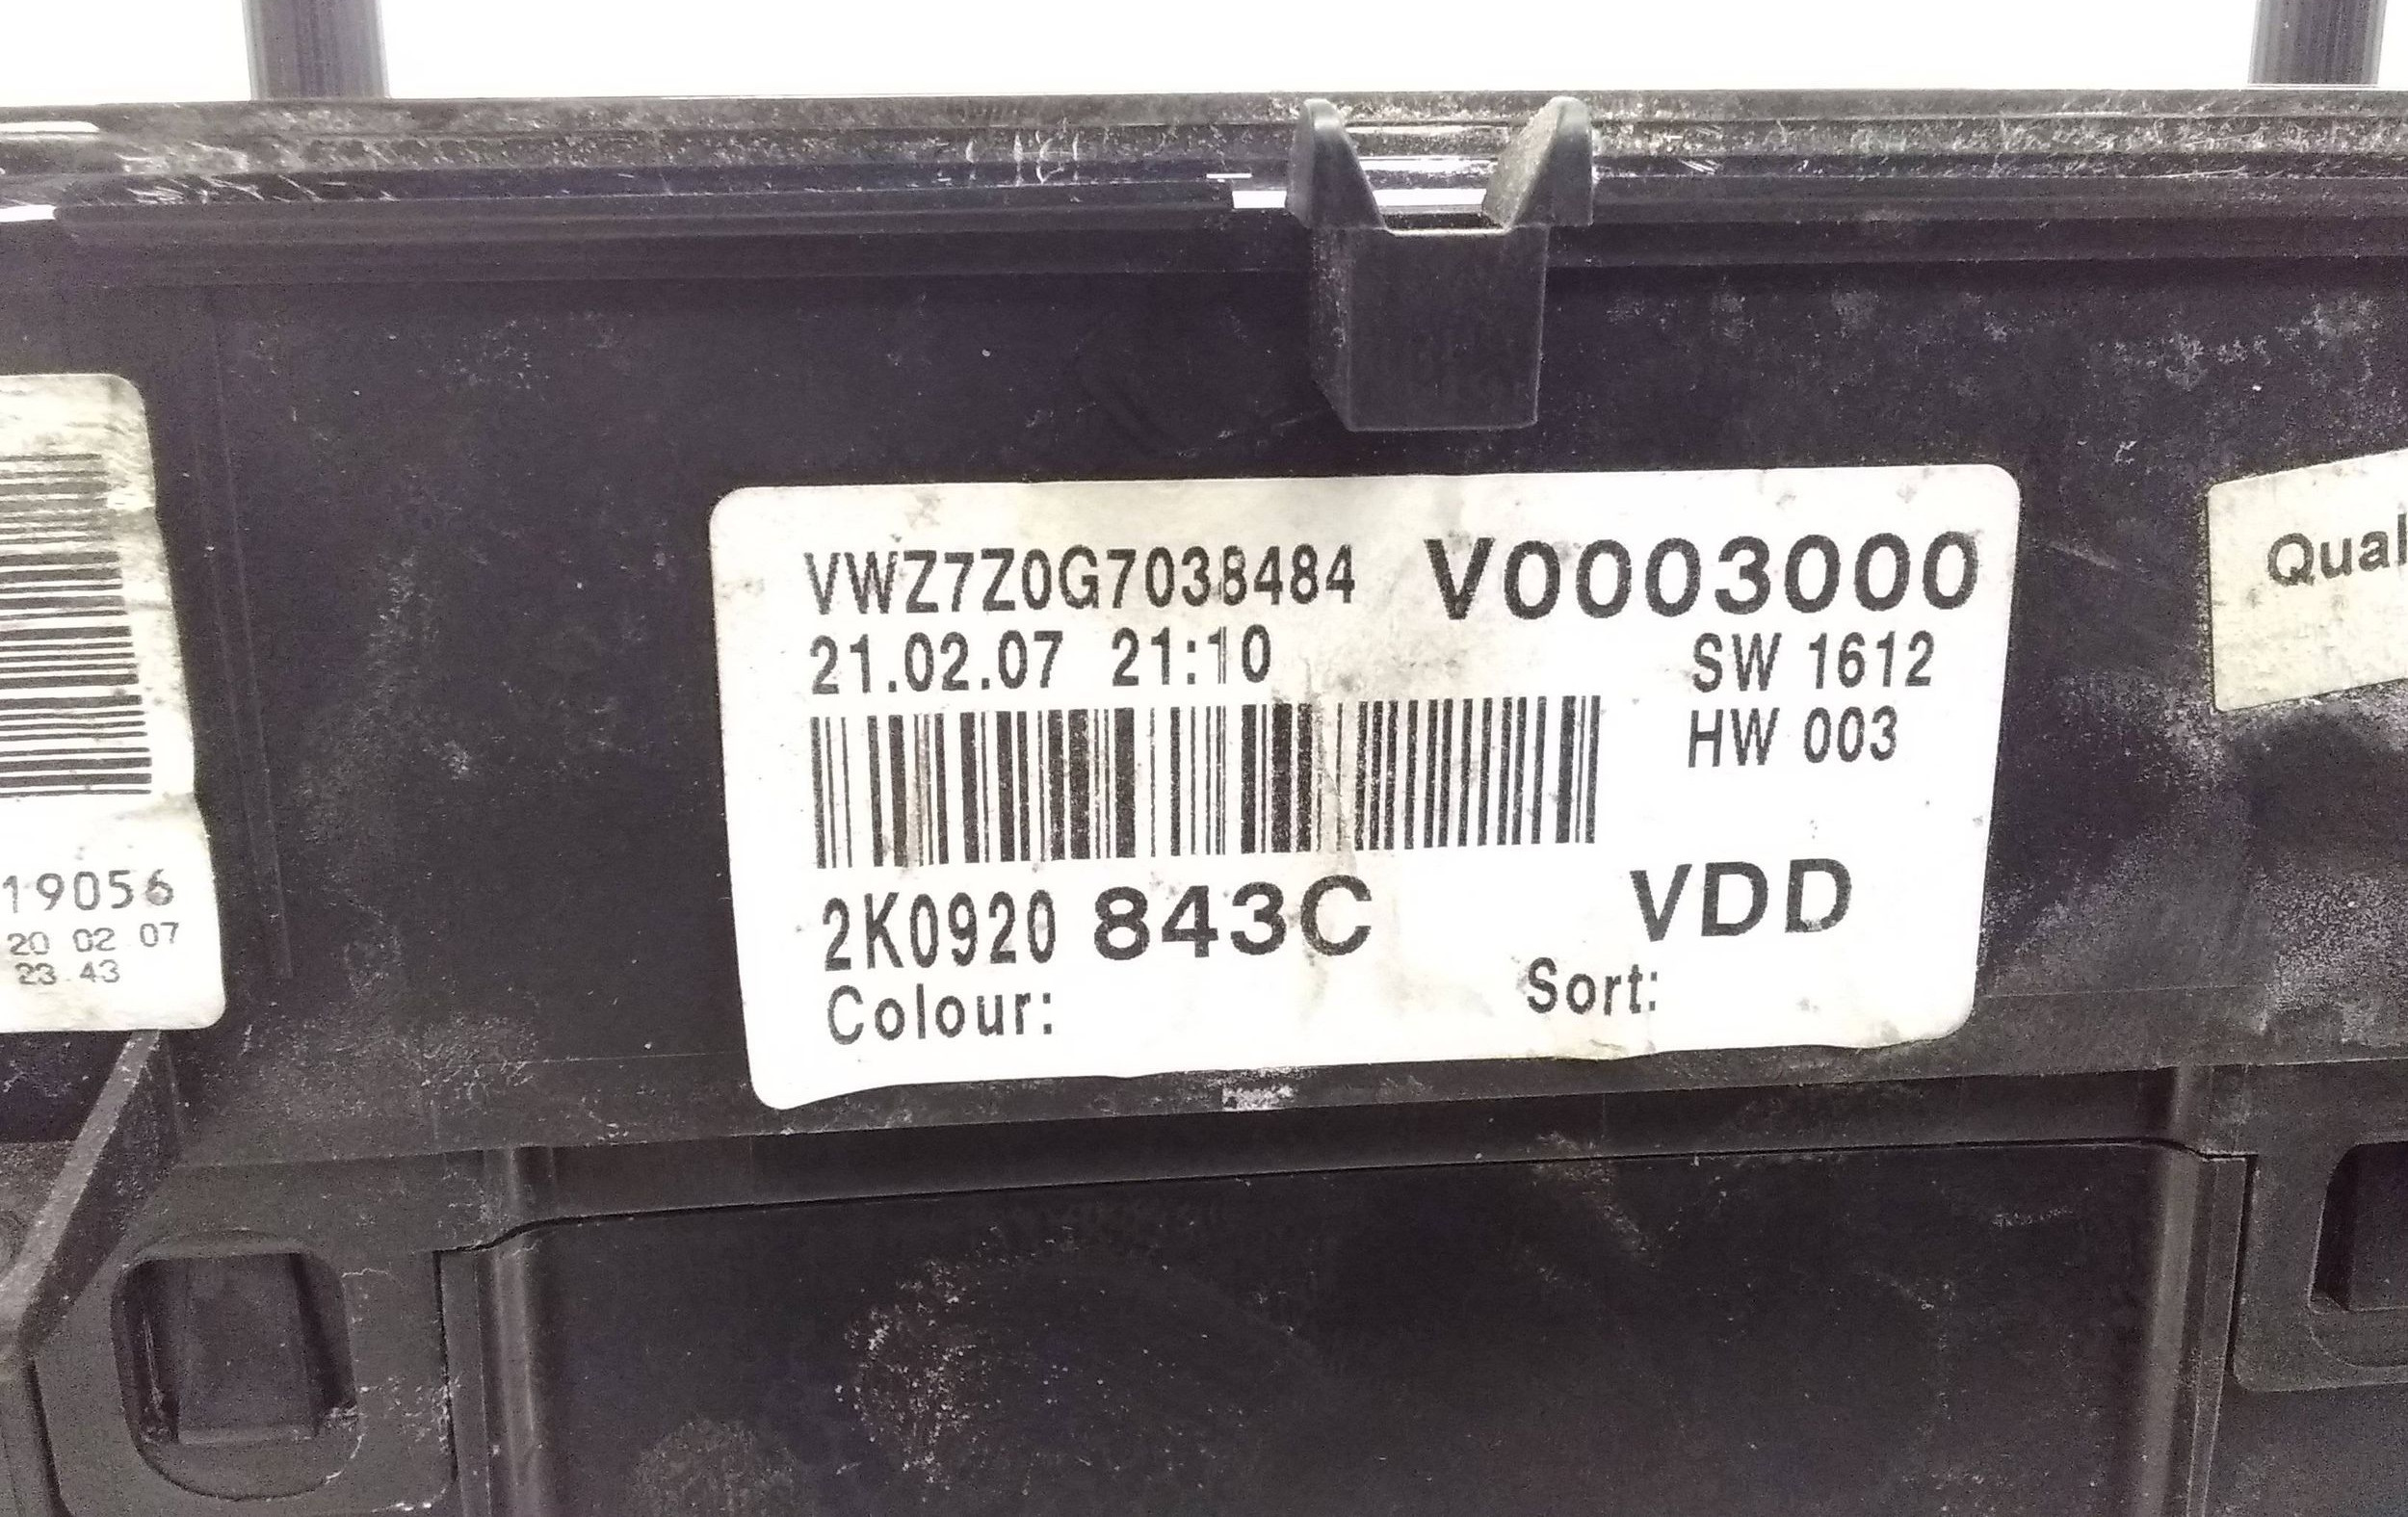 19056
20 02 07
23.43
VWZ7Z0G7038484 V0003000
21.02.07 21:10 SW 1612
HW 003
2K0920 843C VDD
Colour: Sort:
Qual